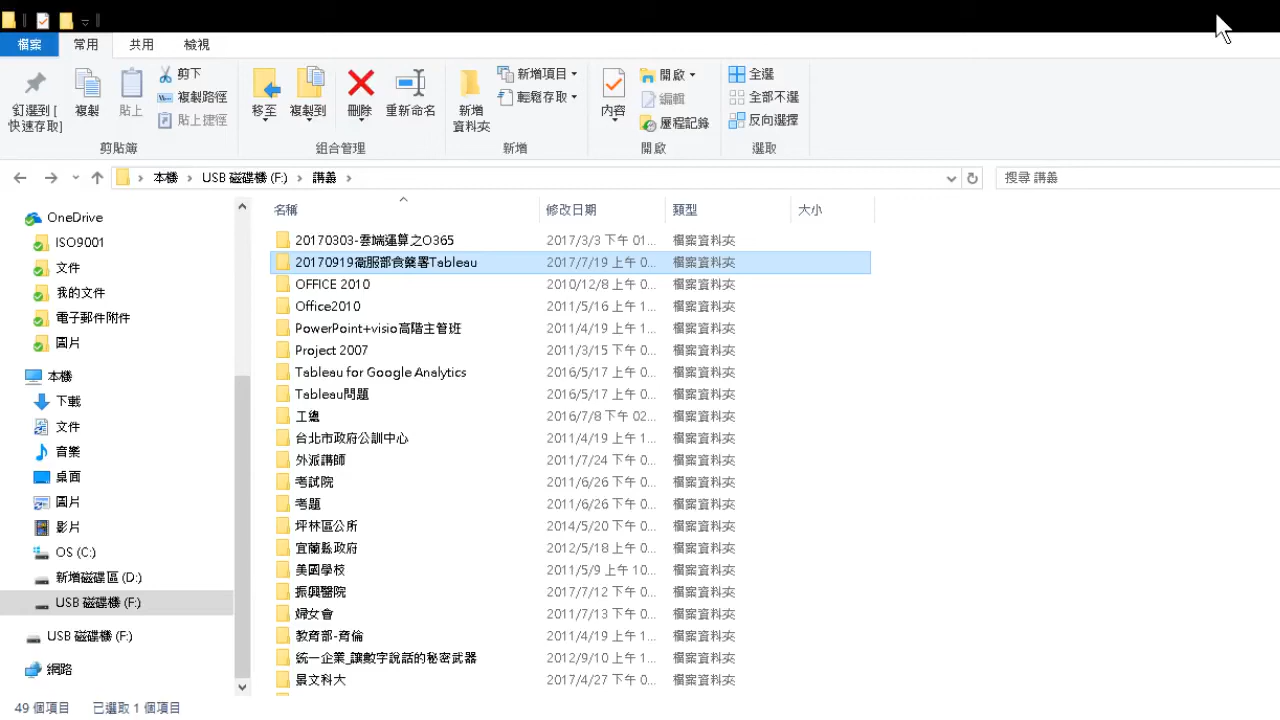 檔案 常用 共用 檢視
釘選到 [快速存取] 複製 貼上 剪下 複製路徑 貼上捷徑 剪貼簿
移至 複製到 刪除 重新命名 組合管理
新增資料夾 新增項目 輕鬆存取 新增
內容 開啟 編輯 歷程記錄 開啟
全選 全部不選 反向選擇 選取
本機 USB 磁碟機 (F:) 講義 搜尋 講義
OneDrive
ISO9001
文件
我的文件
電子郵件附件
圖片
本機
下載
文件
音樂
桌面
圖片
影片
OS (C:)
新增磁碟區 (D:)
USB 磁碟機 (F:)
USB 磁碟機 (F:)
網路
名稱 修改日期 類型 大小
20170303-雲端運算之O365 2017/3/3 下午 01... 檔案資料夾
20170919衛服部食藥署Tableau 2017/7/19 上午 0... 檔案資料夾
OFFICE 2010 2010/12/8 上午 0... 檔案資料夾
Office2010 2011/5/16 上午 1... 檔案資料夾
PowerPoint+visio高階主管班 2011/4/19 上午 1... 檔案資料夾
Project 2007 2011/3/15 下午 0... 檔案資料夾
Tableau for Google Analytics 2016/5/17 上午 0... 檔案資料夾
Tableau問題 2016/5/17 上午 0... 檔案資料夾
工總 2016/7/8 下午 02... 檔案資料夾
台北市政府公訓中心 2011/4/19 上午 1... 檔案資料夾
外派講師 2011/7/24 下午 0... 檔案資料夾
考試院 2011/6/26 下午 0... 檔案資料夾
考題 2011/6/26 下午 0... 檔案資料夾
坪林區公所 2014/5/20 下午 0... 檔案資料夾
宜蘭縣政府 2012/5/18 上午 0... 檔案資料夾
美國學校 2011/5/9 上午 10... 檔案資料夾
振興醫院 2017/7/12 下午 0... 檔案資料夾
婦女會 2011/7/13 下午 0... 檔案資料夾
教育部-育倫 2011/4/19 上午 1... 檔案資料夾
統一企業_讓數字說話的秘密武器 2012/9/10 上午 1... 檔案資料夾
景文科大 2017/4/27 下午 0... 檔案資料夾
49 個項目 已選取 1 個項目